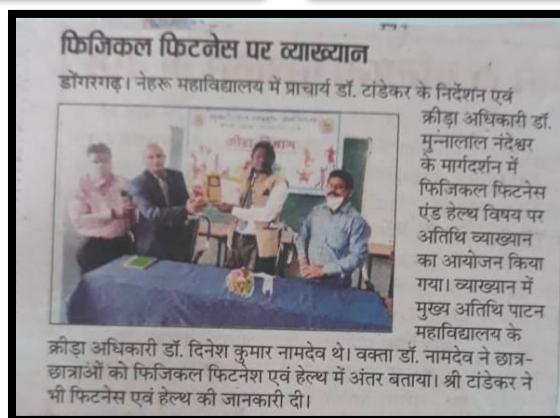 फिजिकल फिटनेस पर व्याख्यान
डोंगरगढ़। नेहरू महाविद्यालय में प्राचार्य डॉ. टांडेकर के निर्देशन एवं
क्रीड़ा अधिकारी डॉ.
मुन्नालाल नंदेश्वर
के मार्गदर्शन में
फिजिकल फिटनेस
एंड हेल्थ विषय पर
अतिथि व्याख्यान
का आयोजन किया
गया। व्याख्यान में
मुख्य अतिथि पाटन
महाविद्यालय के
क्रीड़ा अधिकारी डॉ. दिनेश कुमार नामदेव थे। वक्ता डॉ. नामदेव ने छात्र-
छात्राओं को फिजिकल फिटनेश एवं हेल्थ में अंतर बताया। श्री टांडेकर ने
भी फिटनेस एवं हेल्थ की जानकारी दी।
क्रीड़ा विभाग